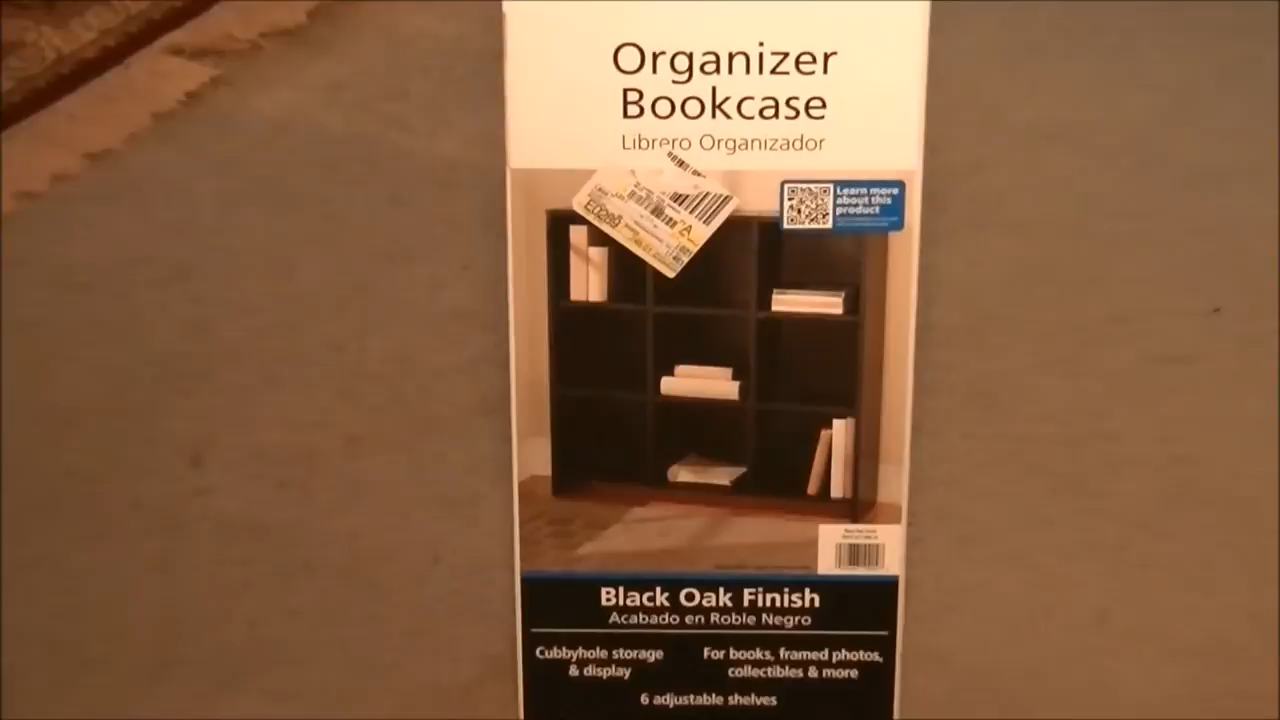 Organizer
Bookcase
Librero Organizador
Learn more
about this
product
Black Oak Finish
Acabado en Roble Negro
Cubbyhole storage
& display
For books, framed photos,
collectibles & more
6 adjustable shelves